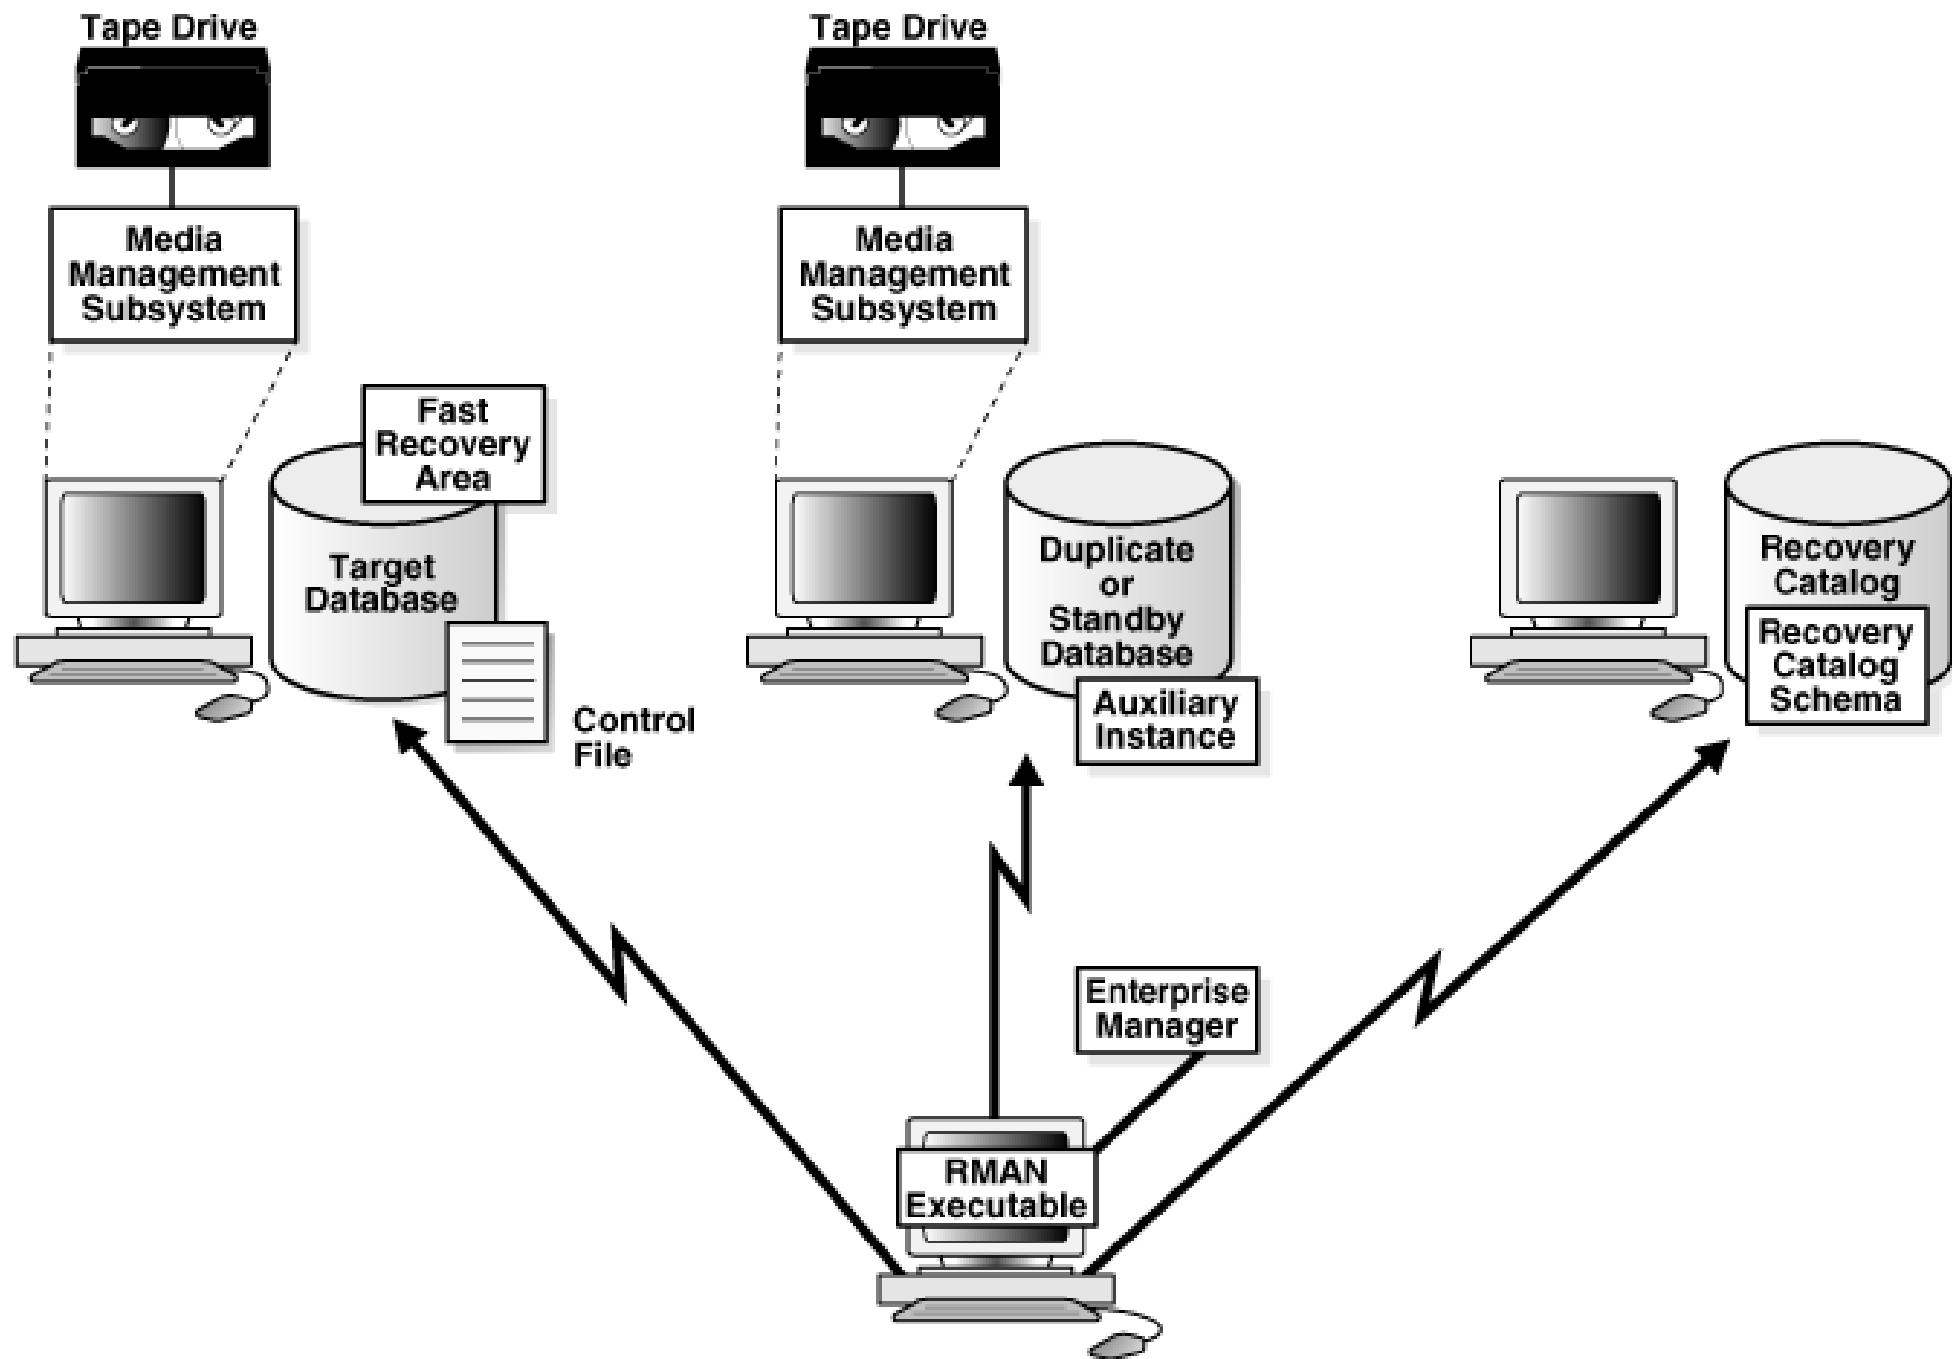 Tape Drive
Tape Drive
Media
Management
Subsystem
Media
Management
Subsystem
Fast
Recovery
Area
Target
Database
Control
File
Duplicate
or
Standby
Database
Auxiliary
Instance
Recovery
Catalog
Recovery
Catalog
Schema
Enterprise
Manager
RMAN
Executable